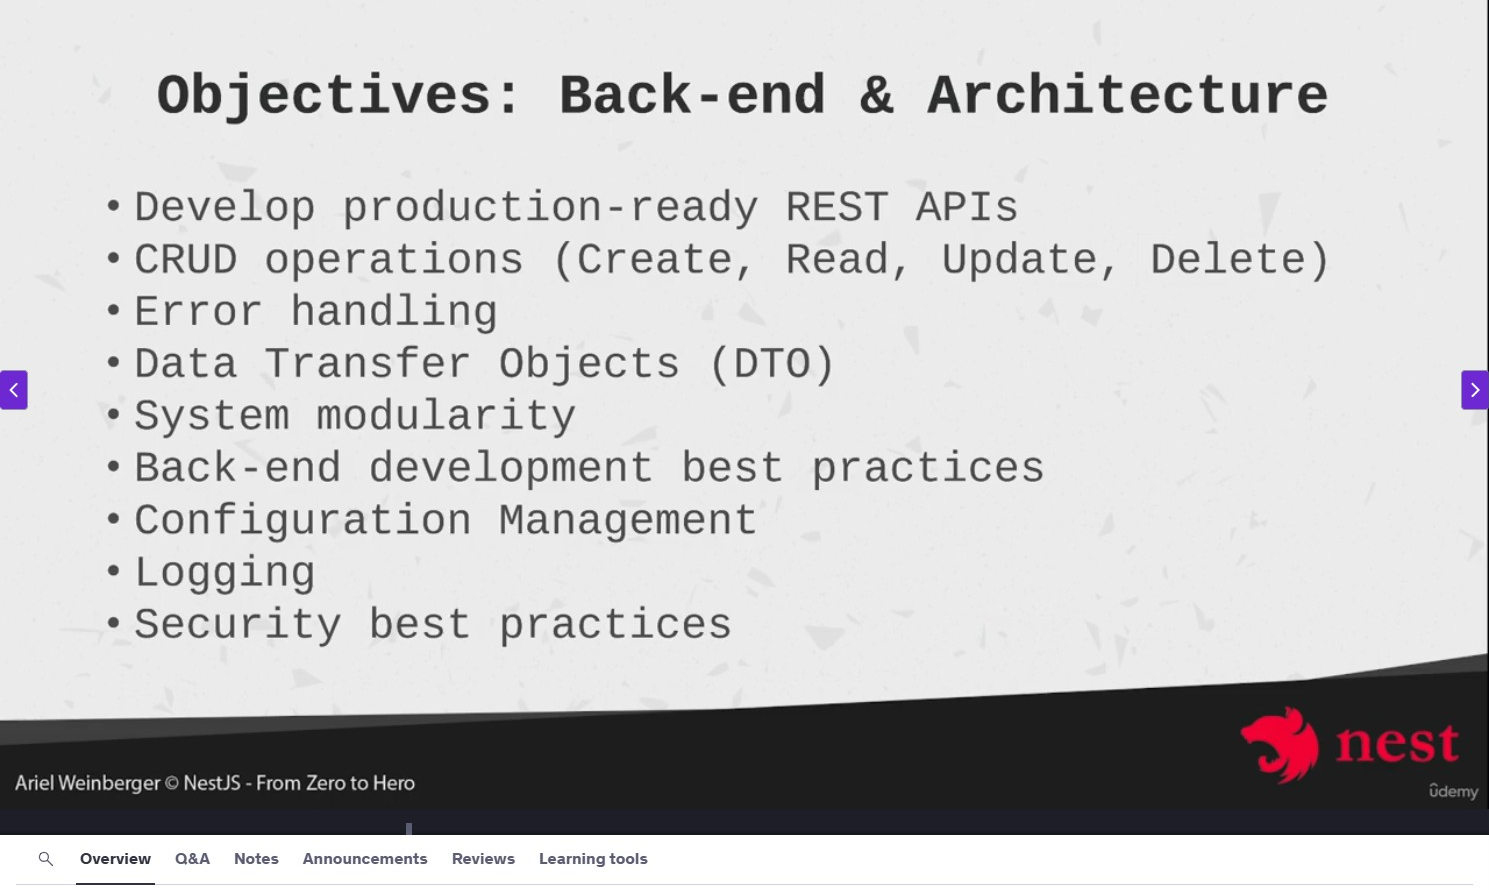 Objectives: Back-end & Architecture
• Develop production-ready REST APIs
• CRUD operations (Create, Read, Update, Delete)
• Error handling
• Data Transfer Objects (DTO)
• System modularity
• Back-end development best practices
• Configuration Management
• Logging
• Security best practices
nest
Ariel Weinberger © NestJS - From Zero to Hero
ûdemy
Overview Q&A Notes Announcements Reviews Learning tools